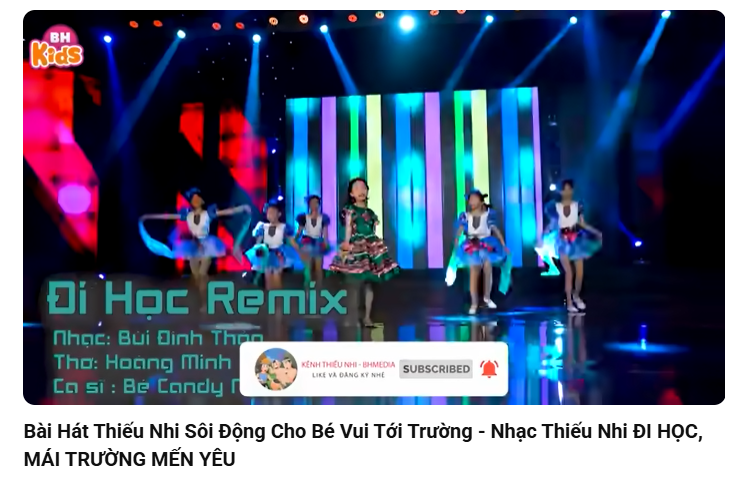 BH
Kids
Đi Học Remix
Nhạc: Bùi Đình Thảo
Thơ: Hoàng Minh
Ca sĩ : Bé Candy
KÊNH THIẾU NHI - BHMEDIA
LIKE VÀ ĐĂNG KÝ NHÉ
SUBSCRIBED
Bài Hát Thiếu Nhi Sôi Động Cho Bé Vui Tới Trường - Nhạc Thiếu Nhi ĐI HỌC,
MÁI TRƯỜNG MẾN YÊU